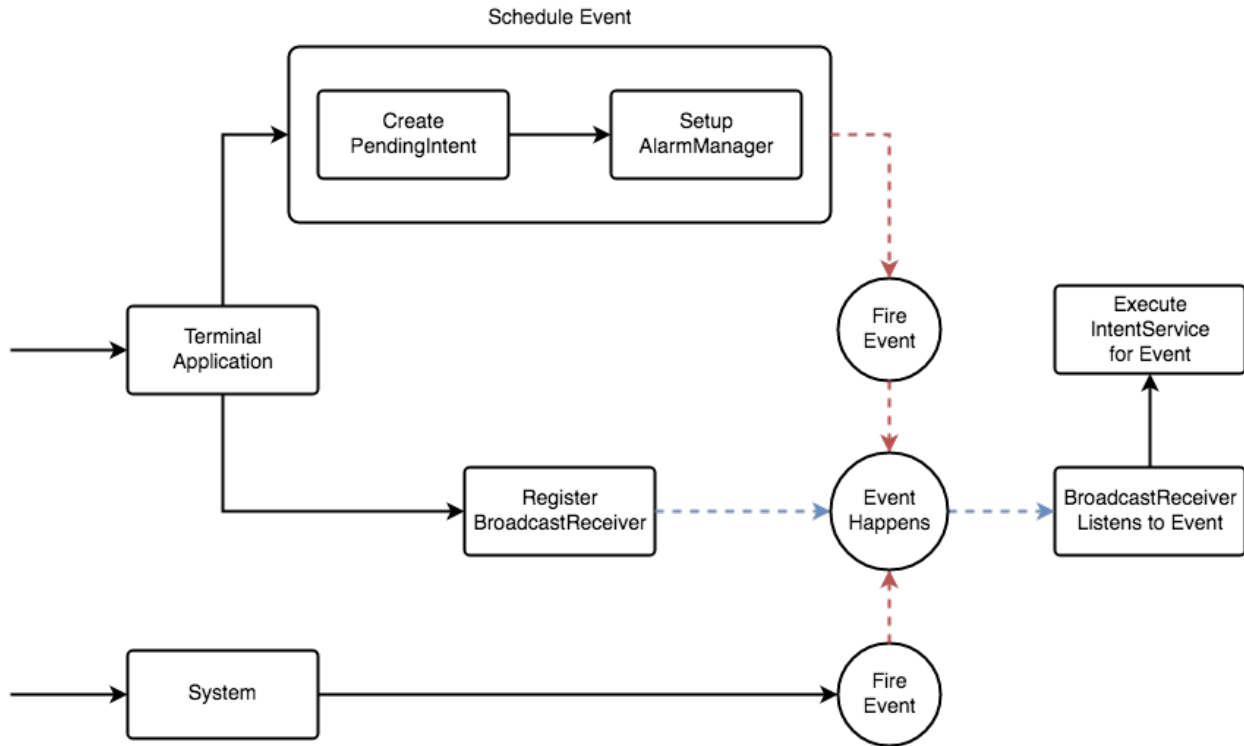 Schedule Event
Create
PendingIntent
Setup
AlarmManager
Terminal
Application
Fire
Event
Execute
IntentService
for Event
Register
BroadcastReceiver
Event
Happens
BroadcastReceiver
Listens to Event
System
Fire
Event